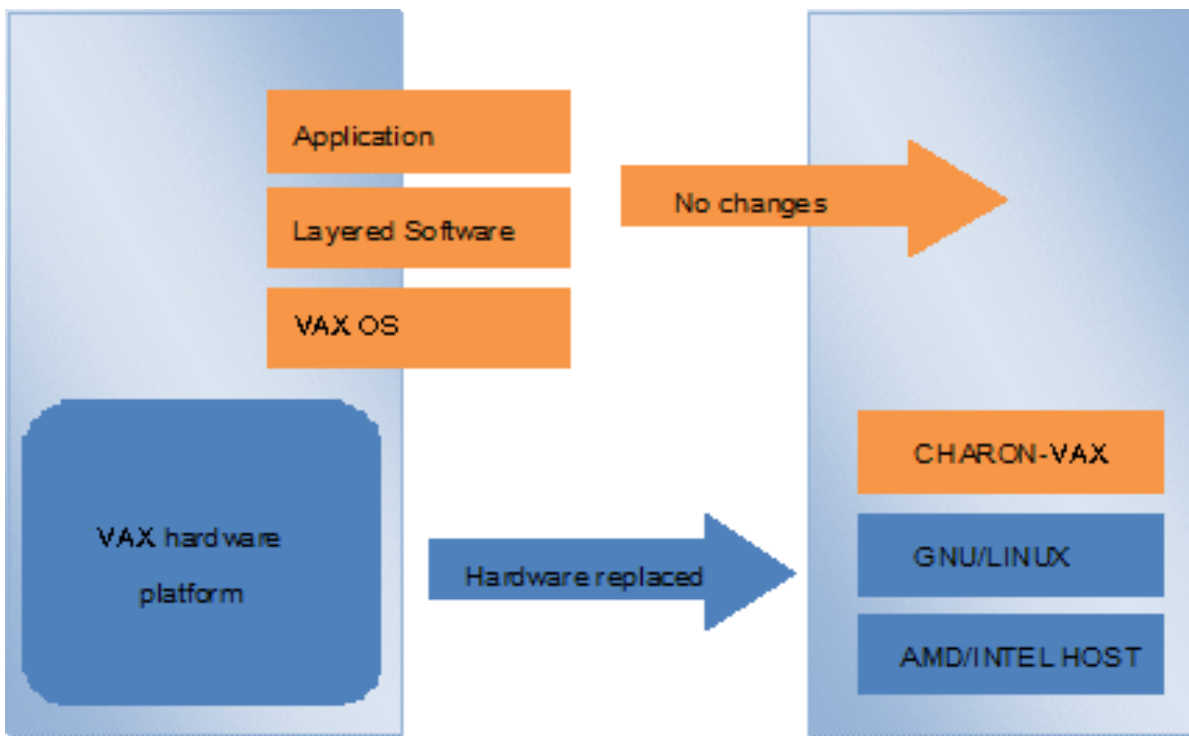 Application
Layered Software
VAX OS
No changes
VAX hardware
platform
Hardware replaced
CHARON-VAX
GNU/LINUX
AMD/INTEL HOST